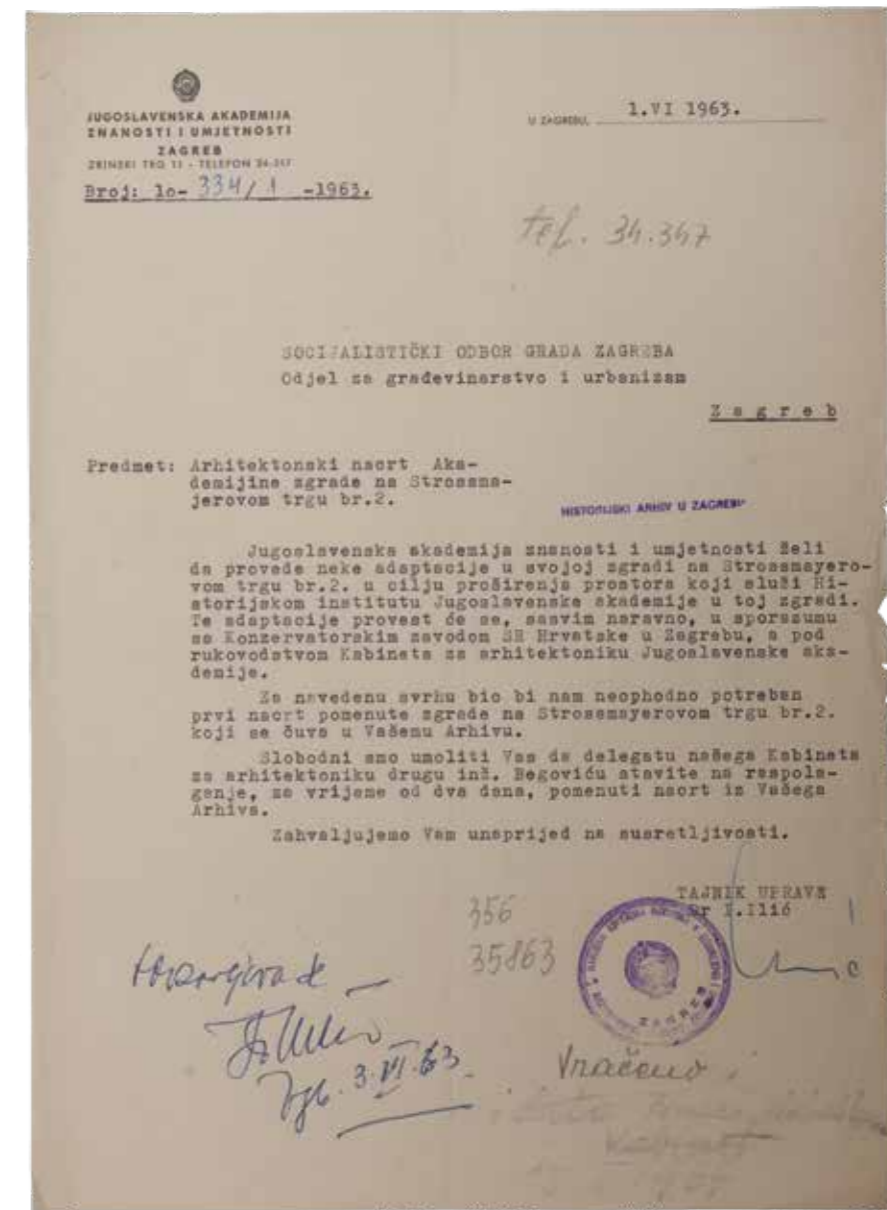 JUGOSLAVENSKA AKADEMIJA
ZNANOSTI I UMJETNOSTI
ZAGREB
ZRINSKI TRG 11 - TELEFON 34-347
Broj: lo- 334/1 -1963.
U ZAGREBU, 1.VI 1963.
tel. 34.347
SOCIJALISTIČKI ODBOR GRADA ZAGREBA
Odjel za građevinarstvo i urbanizam
Zagreb
Predmet: Arhitektonski nacrt Aka-
demijine zgrade na Strossma-
jerovom trgu br.2.
HISTORIJSKI ARHIV U ZAGREBU
Jugoslavenska akademija znanosti i umjetnosti želi
da provede neke adaptacije u svojoj zgradi na Strossmayero-
vom trgu br.2. u cilju proširenja prostora koji služi Hi-
storijskom institutu Jugoslavenske akademije u toj zgradi.
Te adaptacije provest će se, sasvim naravno, u sporazumu
sa Konzervatorskim zavodom SR Hrvatske u Zagrebu, a pod
rukovodstvom Kabineta za arhitektoniku Jugoslavenske aka-
demije.
Za navedenu svrhu bio bi nam neophodno potreban
prvi nacrt pomenute zgrade na Strossmayerovom trgu br.2.
koji se čuva u Vašemu Arhivu.
Slobodni smo umoliti Vas da delegatu našega Kabineta
za arhitektoniku drugu inž. Begoviću stavite na raspola-
ganje, za vrijeme od dva dana, pomenuti nacrt iz Vašega
Arhiva.
Zahvaljujemo Vam unaprijed na susretljivosti.
TAJNIK UPRAVE
Dr I.Ilić
356
35863
ZAGREB
Zgb. 3.VI.63
Vraćeno